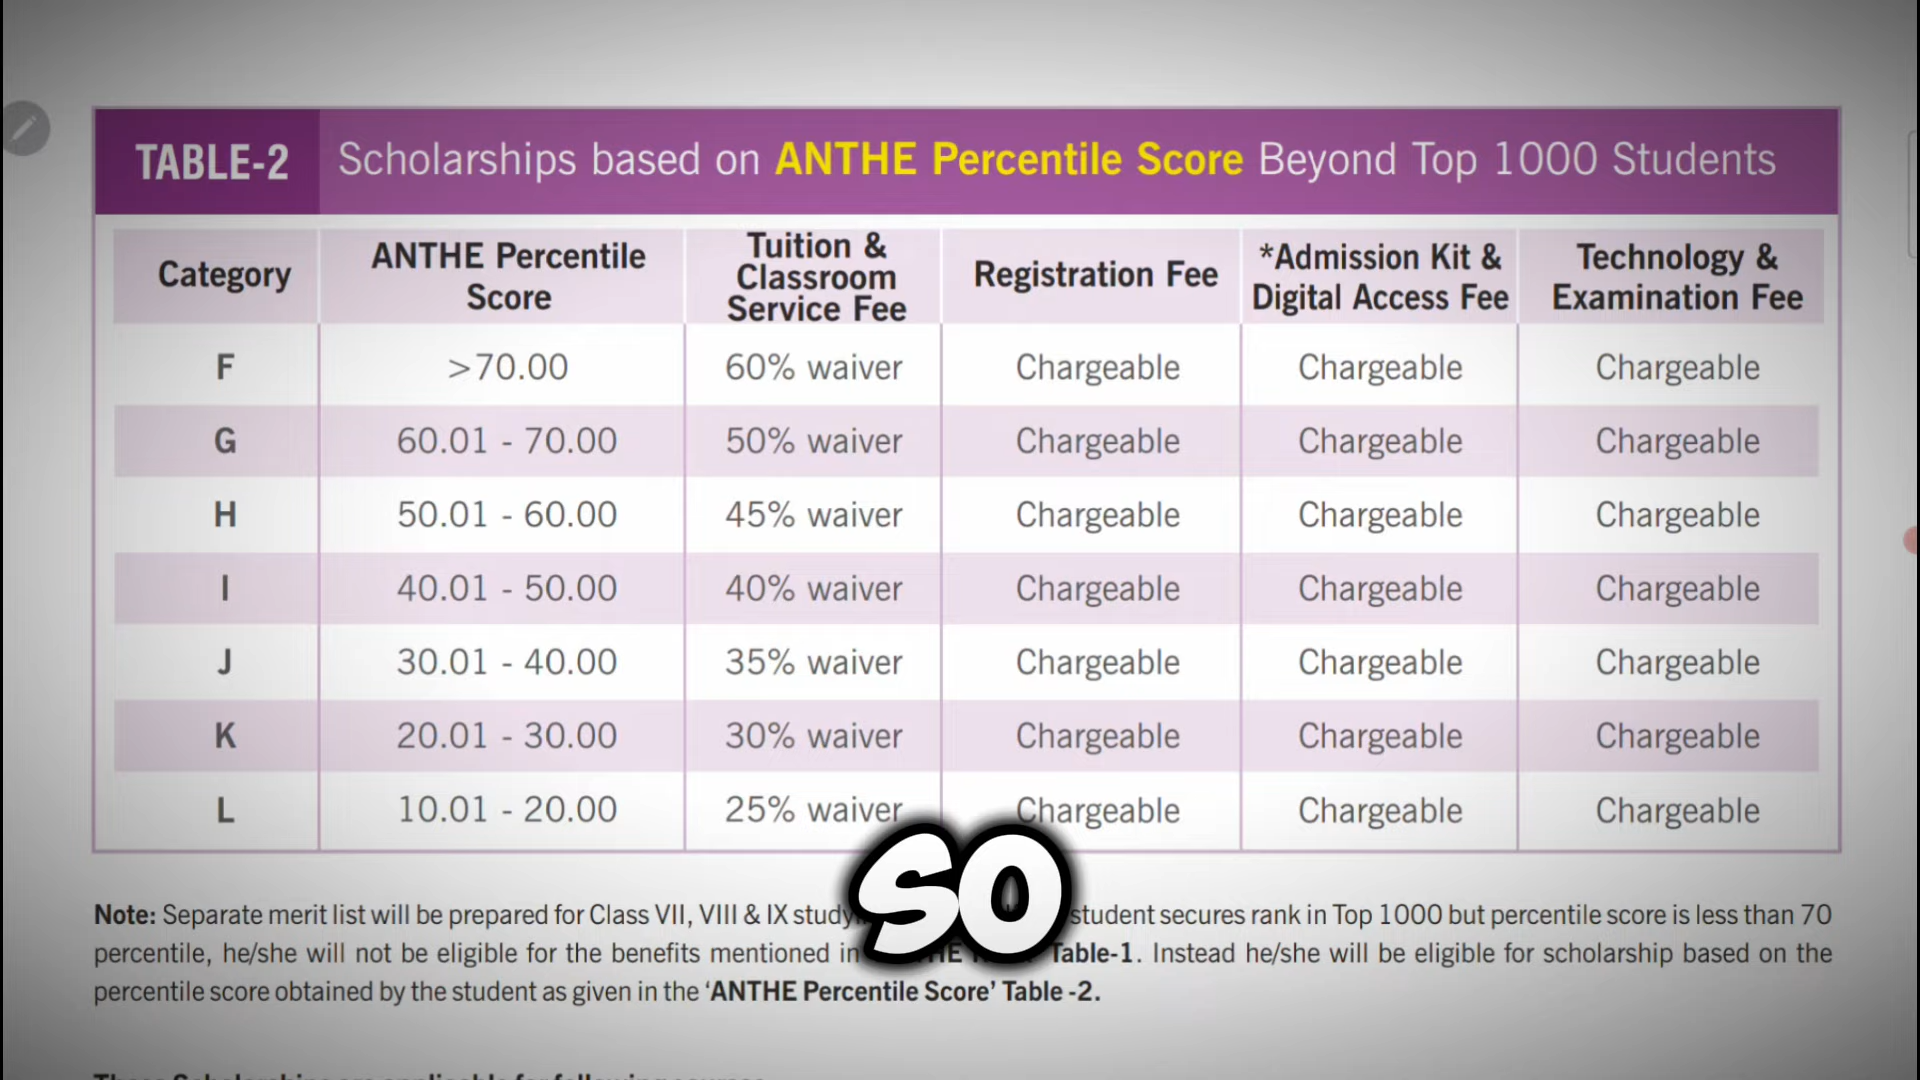 TABLE-2 Scholarships based on ANTHE Percentile Score Beyond Top 1000 Students
Category ANTHE Percentile Score Tuition & Classroom Service Fee Registration Fee *Admission Kit & Digital Access Fee Technology & Examination Fee
F >70.00 60% waiver Chargeable Chargeable Chargeable
G 60.01 - 70.00 50% waiver Chargeable Chargeable Chargeable
H 50.01 - 60.00 45% waiver Chargeable Chargeable Chargeable
I 40.01 - 50.00 40% waiver Chargeable Chargeable Chargeable
J 30.01 - 40.00 35% waiver Chargeable Chargeable Chargeable
K 20.01 - 30.00 30% waiver Chargeable Chargeable Chargeable
L 10.01 - 20.00 25% waiver Chargeable Chargeable Chargeable
SO
Note: Separate merit list will be prepared for Class VII, VIII & IX student secures rank in Top 1000 but percentile score is less than 70
percentile, he/she will not be eligible for the benefits mentioned in Table-1. Instead he/she will be eligible for scholarship based on the
percentile score obtained by the student as given in the ‘ANTHE Percentile Score’ Table -2.